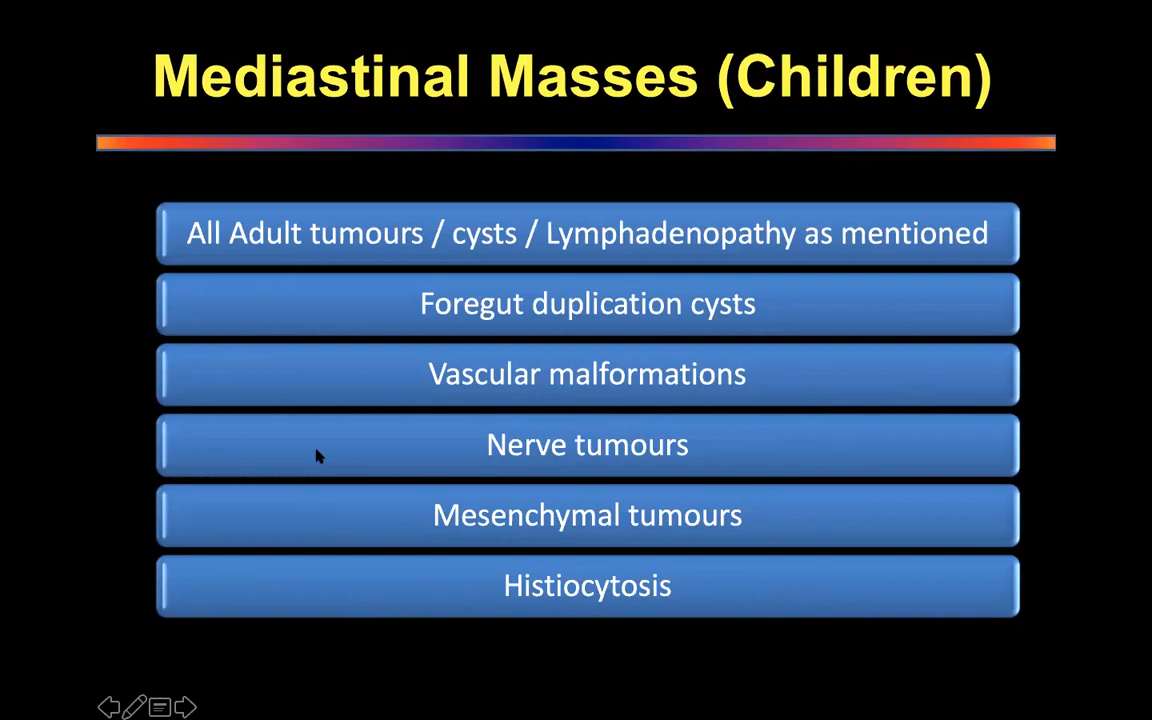 Mediastinal Masses (Children)
All Adult tumours / cysts / Lymphadenopathy as mentioned
Foregut duplication cysts
Vascular malformations
Nerve tumours
Mesenchymal tumours
Histiocytosis